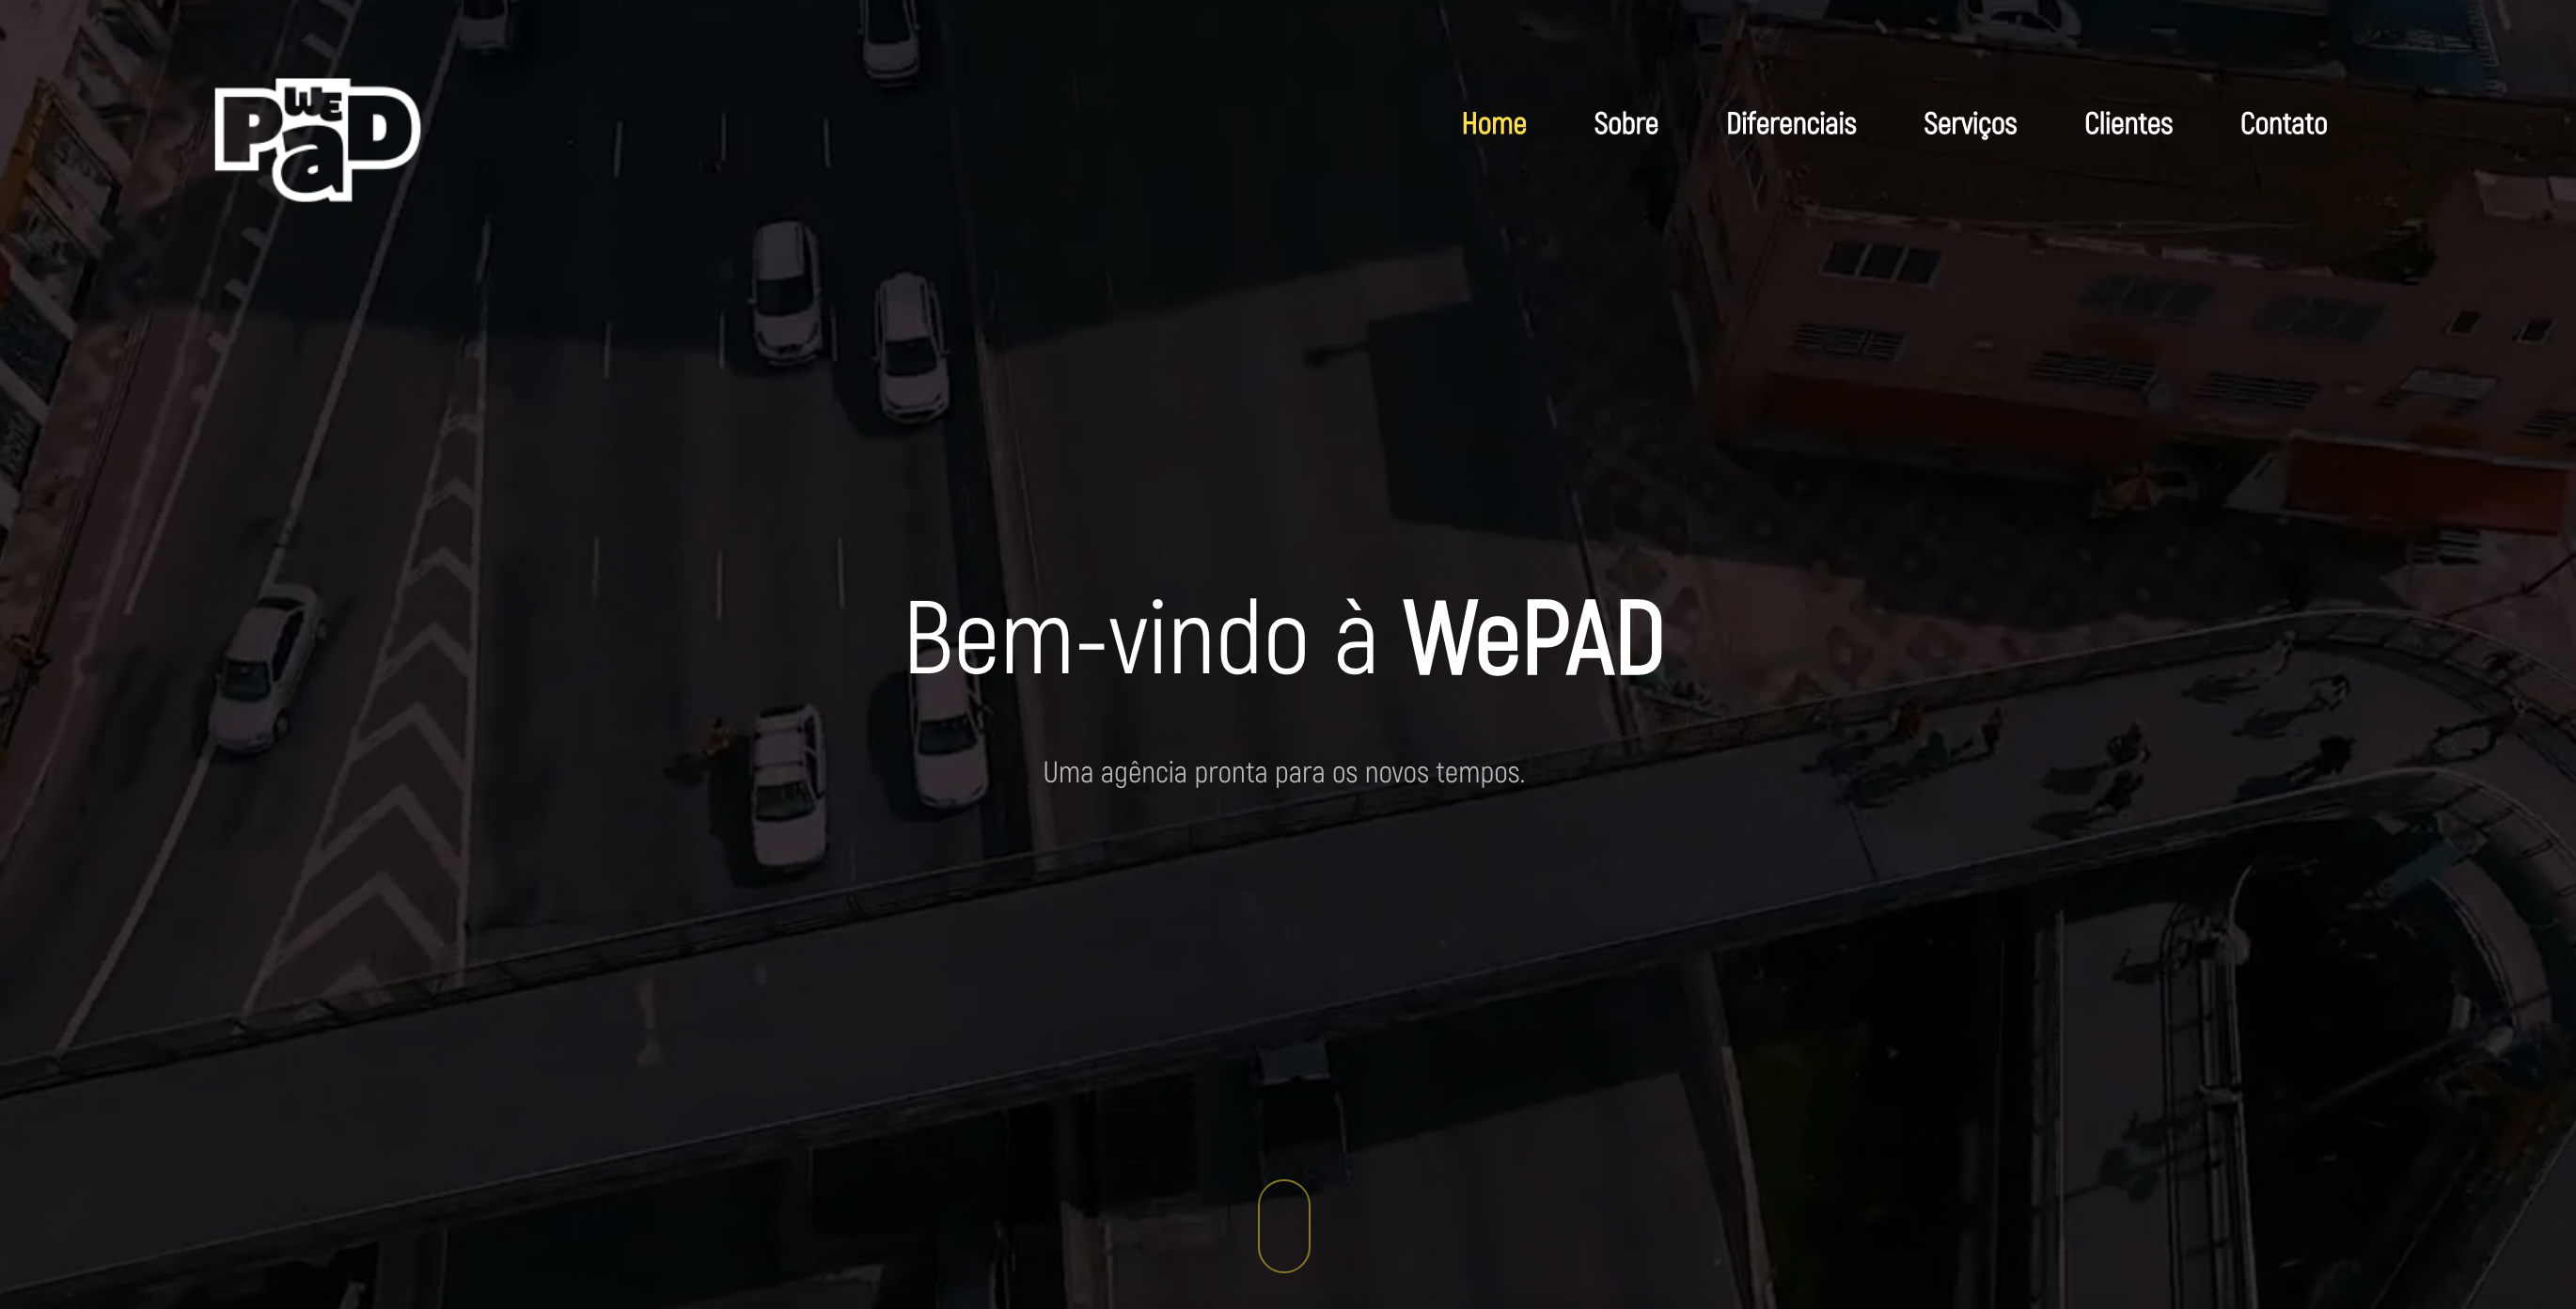 WE
PaD
Home
Sobre
Diferenciais
Serviços
Clientes
Contato
Bem-vindo à WePAD
Uma agência pronta para os novos tempos.